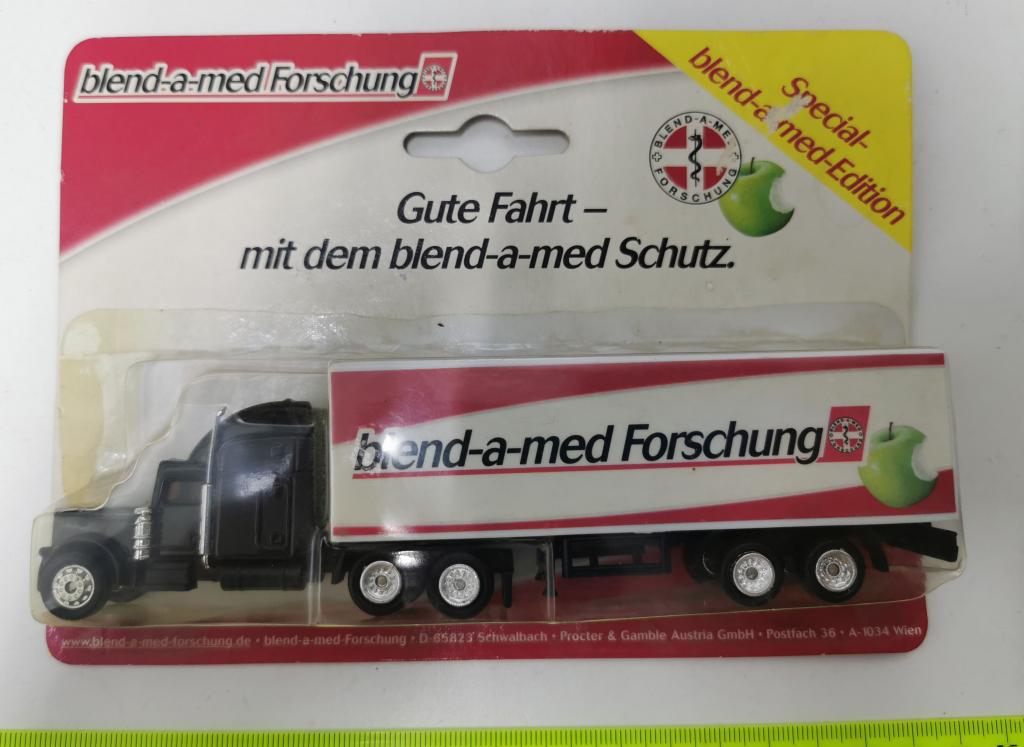 blend-a-med Forschung
Special-
blend-a-med-Edition
BLEND-A-MED
FORSCHUNG
Gute Fahrt –
mit dem blend-a-med Schutz.
blend-a-med Forschung
www.blend-a-med-forschung.de • blend-a-med-Forschung • D-65823 Schwalbach • Procter & Gamble Austria GmbH • Postfach 36 • A-1034 Wien